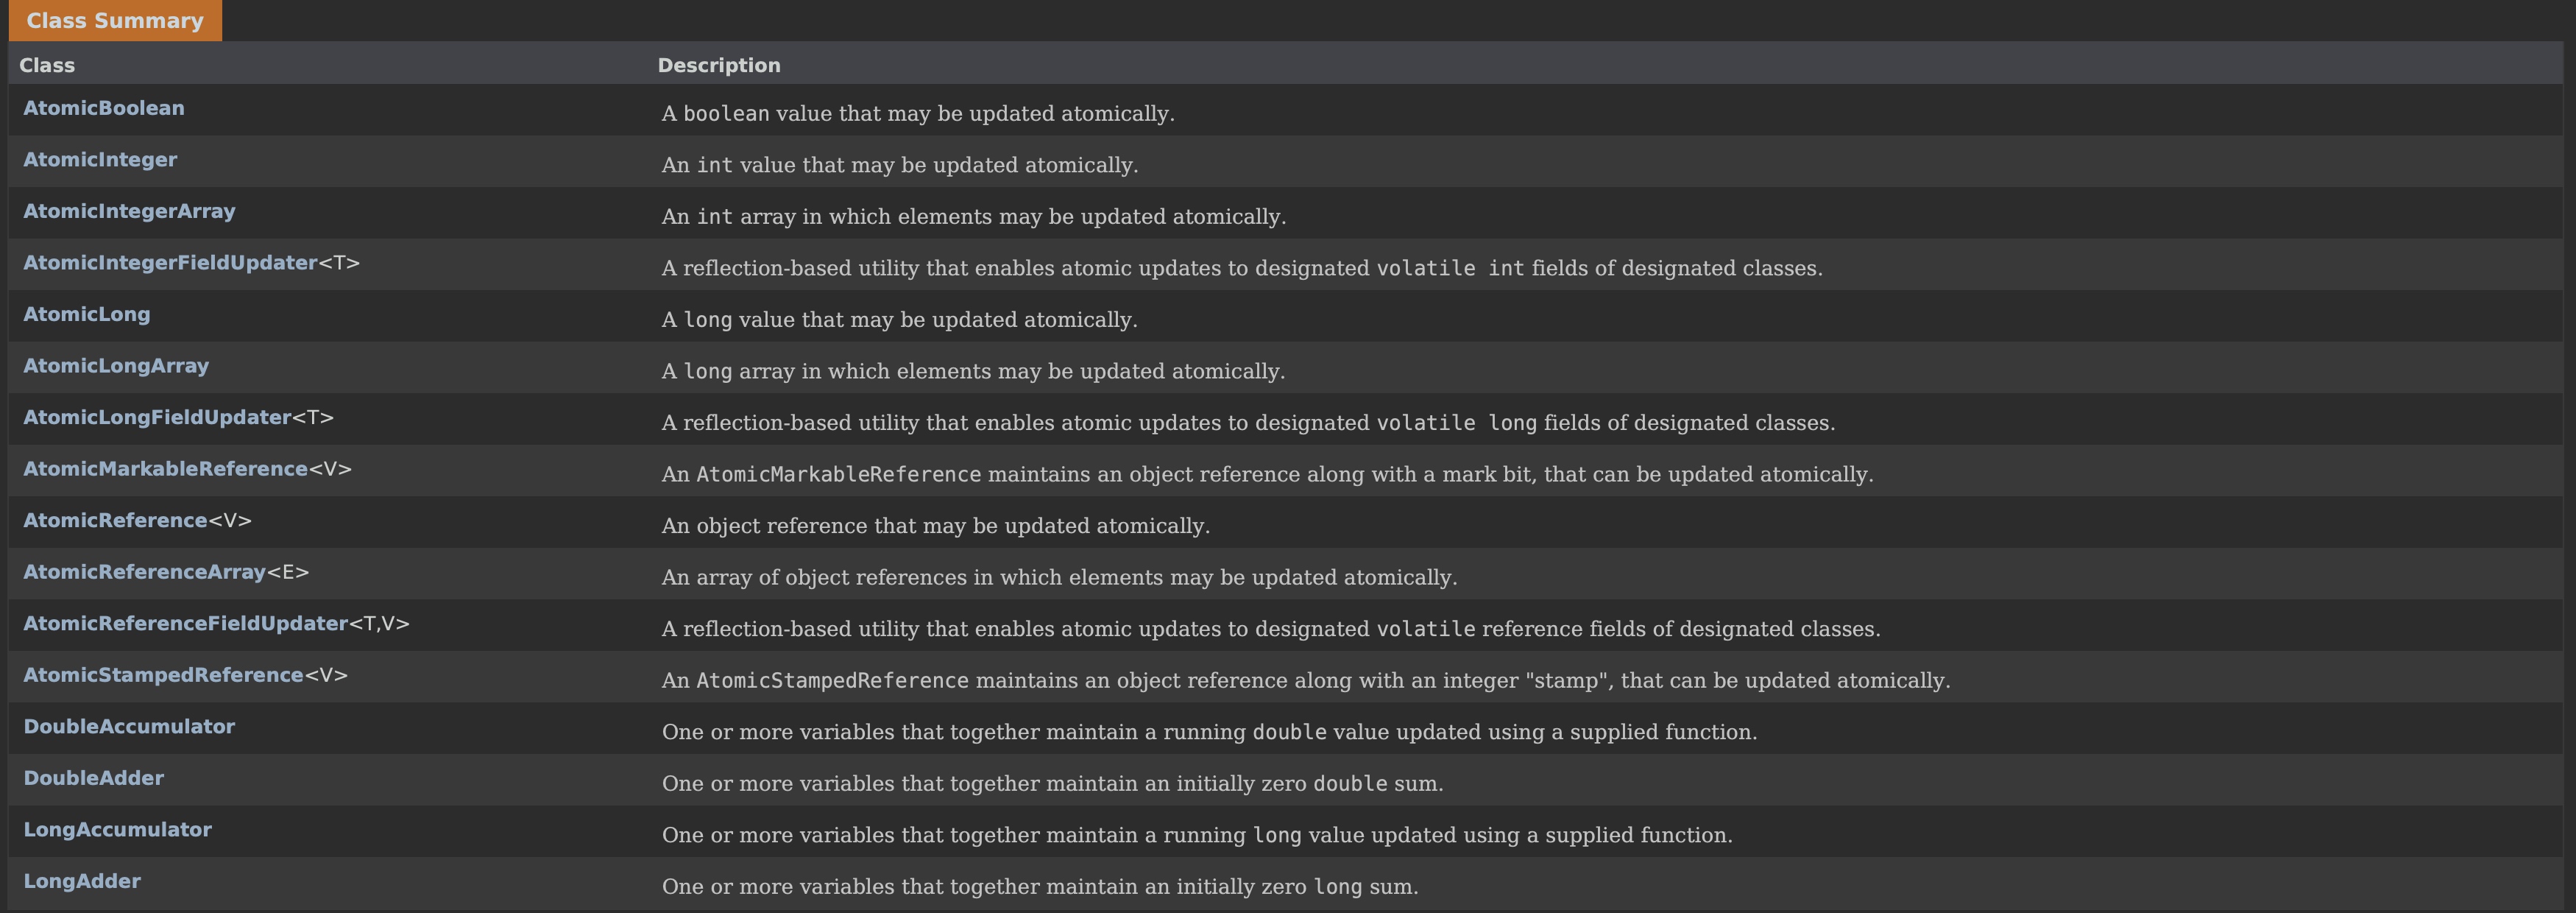 Class Summary
Class Description
AtomicBoolean A boolean value that may be updated atomically.
AtomicInteger An int value that may be updated atomically.
AtomicIntegerArray An int array in which elements may be updated atomically.
AtomicIntegerFieldUpdater<T> A reflection-based utility that enables atomic updates to designated volatile int fields of designated classes.
AtomicLong A long value that may be updated atomically.
AtomicLongArray A long array in which elements may be updated atomically.
AtomicLongFieldUpdater<T> A reflection-based utility that enables atomic updates to designated volatile long fields of designated classes.
AtomicMarkableReference<V> An AtomicMarkableReference maintains an object reference along with a mark bit, that can be updated atomically.
AtomicReference<V> An object reference that may be updated atomically.
AtomicReferenceArray<E> An array of object references in which elements may be updated atomically.
AtomicReferenceFieldUpdater<T,V> A reflection-based utility that enables atomic updates to designated volatile reference fields of designated classes.
AtomicStampedReference<V> An AtomicStampedReference maintains an object reference along with an integer "stamp", that can be updated atomically.
DoubleAccumulator One or more variables that together maintain a running double value updated using a supplied function.
DoubleAdder One or more variables that together maintain an initially zero double sum.
LongAccumulator One or more variables that together maintain a running long value updated using a supplied function.
LongAdder One or more variables that together maintain an initially zero long sum.